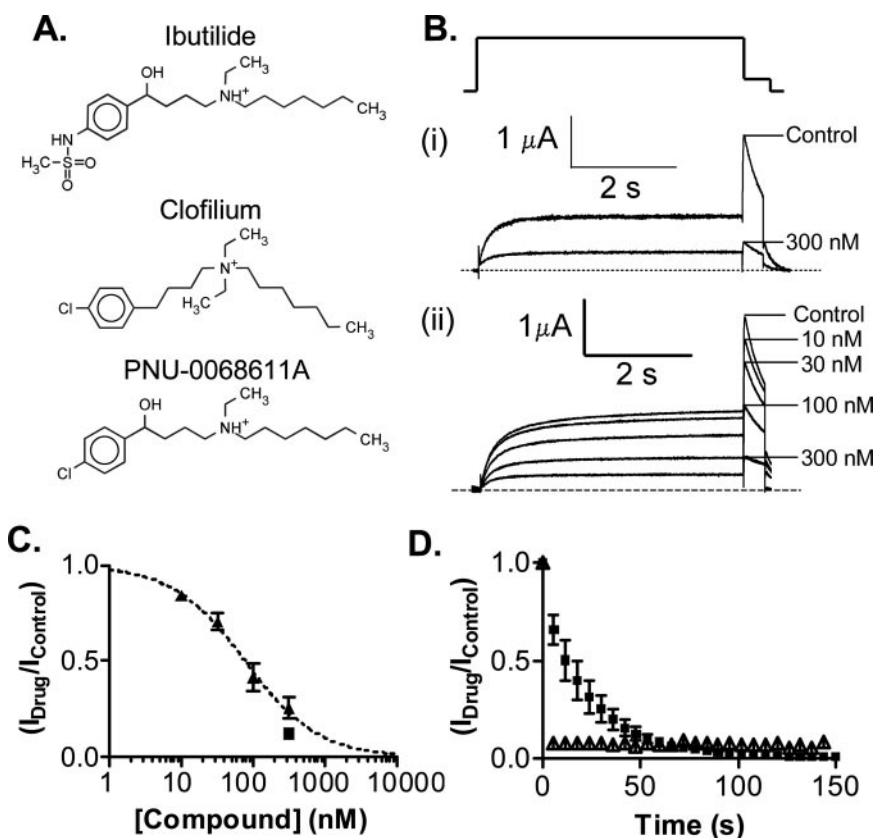 A.
Ibutilide
OH
CH3
NH+
CH3
HN
H3C
S=O
O
Clofilium
CH3
N+
Cl
H3C
CH3
PNU-0068611A
OH
CH3
NH+
CH3
Cl
B.
(i)
1 μA
2 s
Control
300 nM
(ii)
1μA
2 s
Control
10 nM
30 nM
100 nM
300 nM
C.
(IDrug/IControl)
1.0
0.5
0.0
1 10 100 1000 10000
[Compound] (nM)
D.
(IDrug/IControl)
1.0
0.5
0.0
0 50 100 150
Time (s)